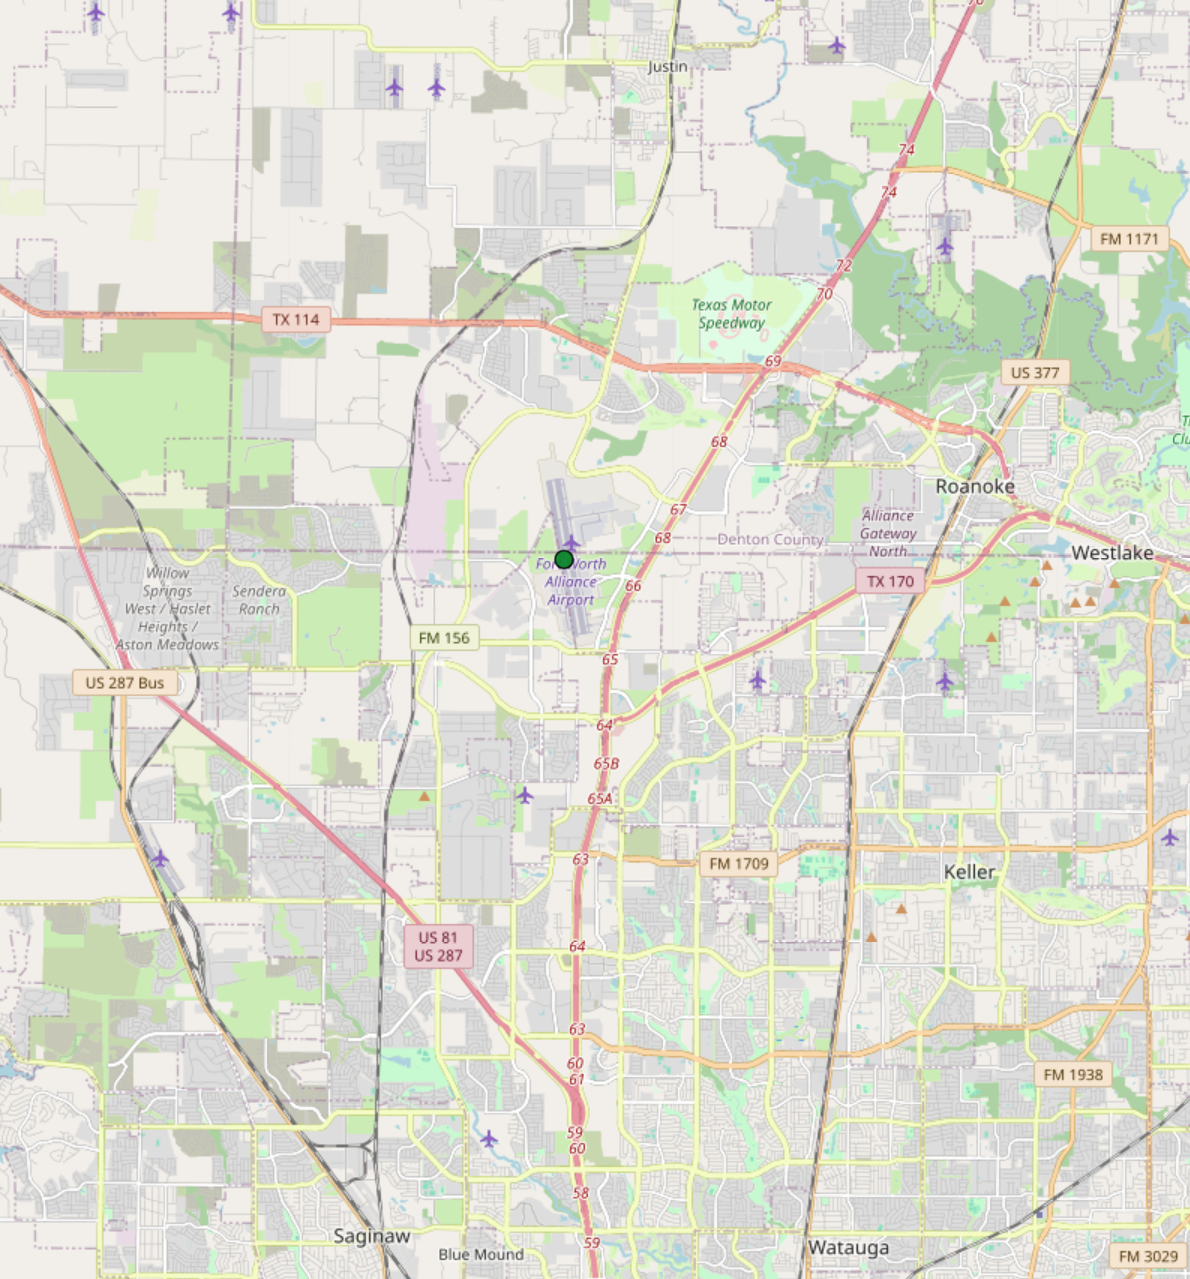 70
Justin
74
74
FM 1171
72
70
Texas Motor
Speedway
TX 114
69
US 377
68
Roanoke
67
Alliance
Gateway
North
68
Denton County
Westlake
Fort Worth
Alliance
Airport
66
TX 170
Willow
Springs
West / Haslet
Heights /
Aston Meadows
Sendera
Ranch
FM 156
65
US 287 Bus
64
65B
65A
63
FM 1709
Keller
US 81
US 287
64
63
60
61
FM 1938
59
60
58
Saginaw
59
Blue Mound
Watauga
FM 3029